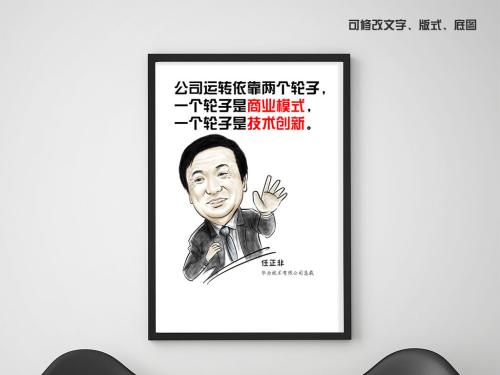 可修改文字、版式、底图
公司运转依靠两个轮子，
一个轮子是商业模式，
一个轮子是技术创新。
任正非
华为技术有限公司总裁